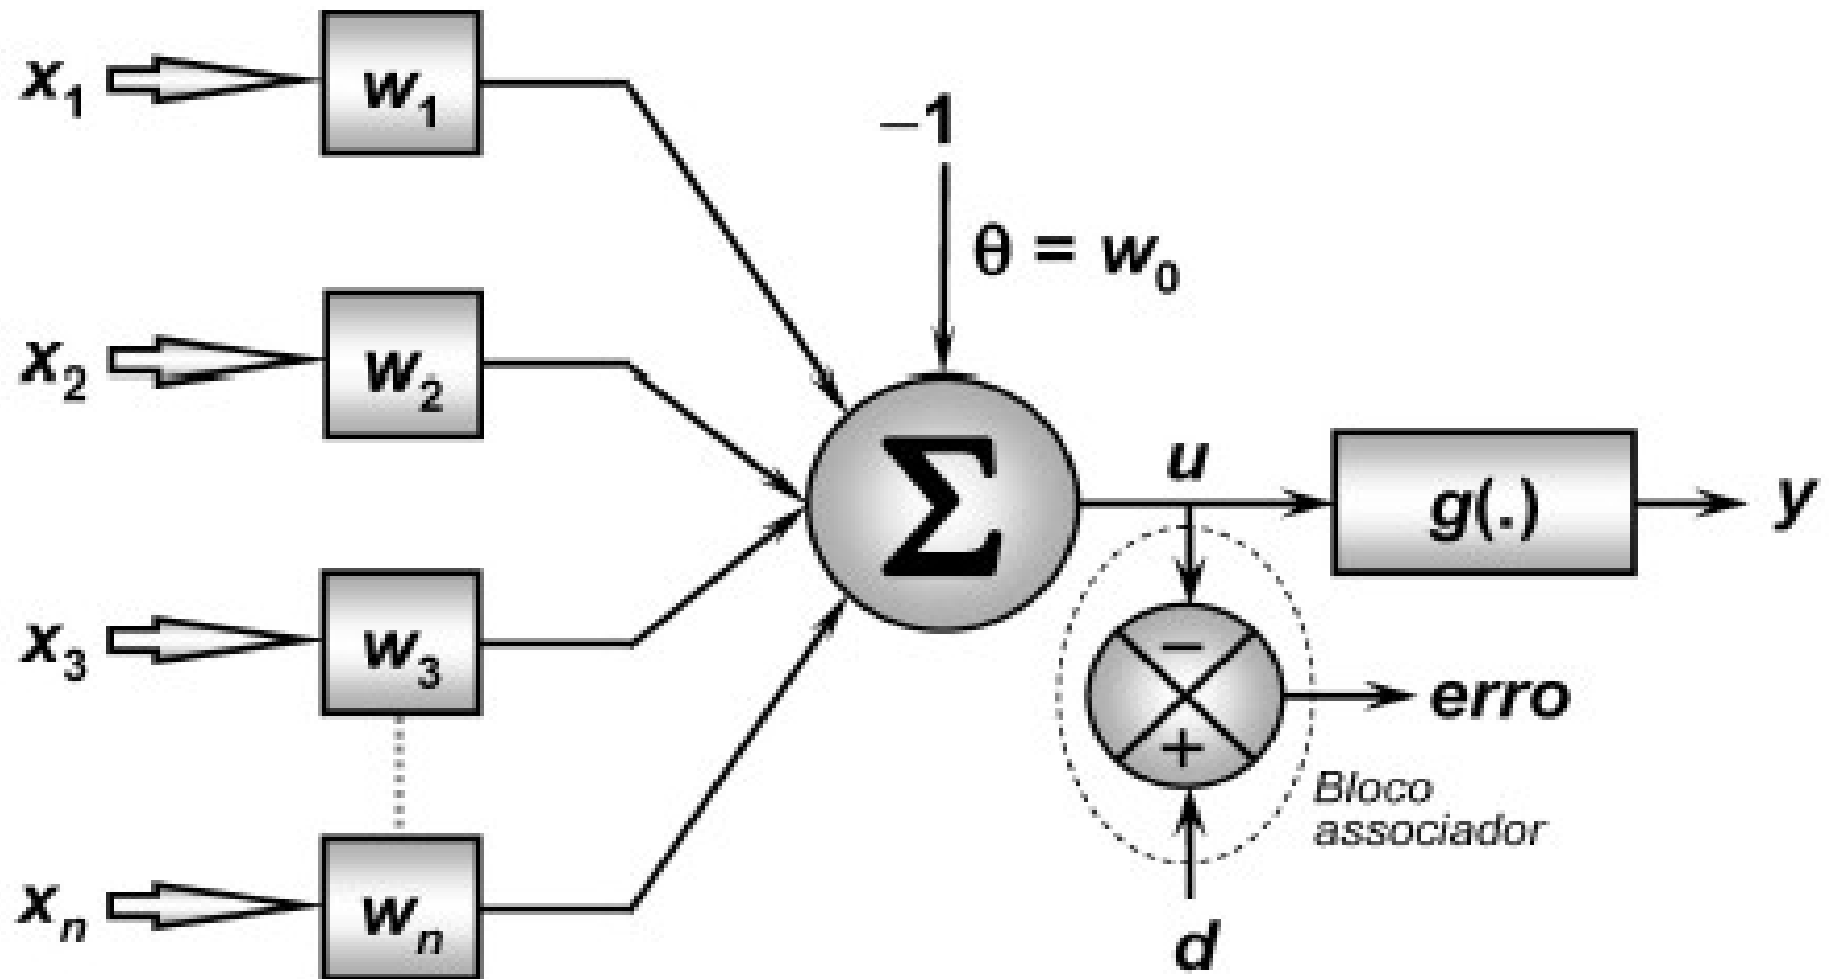 x₁
w₁
−1
θ = w₀
x₂
w₂
Σ
u
g(.)
y
x₃
w₃
−
+
erro
Bloco
associador
xₙ
wₙ
d